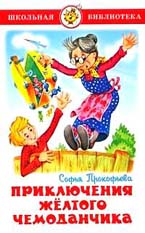 ШКОЛЬНАЯ БИБЛИОТЕКА
Софья Прокофьева
ПРИКЛЮЧЕНИЯ
ЖЁЛТОГО
ЧЕМОДАНЧИКА